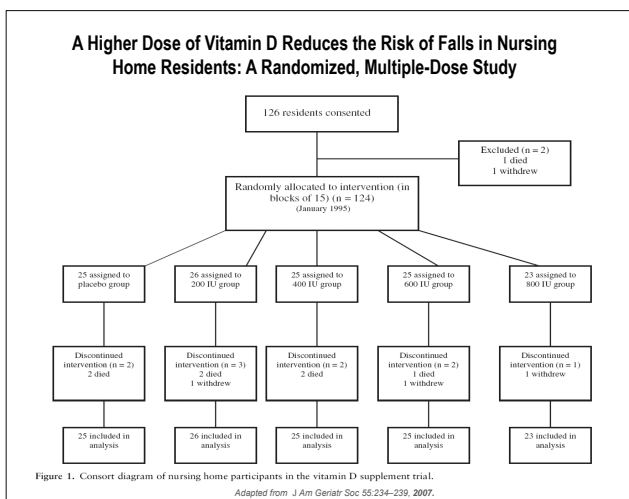 A Higher Dose of Vitamin D Reduces the Risk of Falls in Nursing
Home Residents: A Randomized, Multiple-Dose Study
126 residents consented
Excluded (n = 2)
1 died
1 withdrew
Randomly allocated to intervention (in
blocks of 15) (n = 124)
(January 1995)
25 assigned to
placebo group
26 assigned to
200 IU group
25 assigned to
400 IU group
25 assigned to
600 IU group
23 assigned to
800 IU group
Discontinued
intervention (n = 2)
2 died
Discontinued
intervention (n = 3)
2 died
1 withdrew
Discontinued
intervention (n = 2)
2 died
Discontinued
intervention (n = 2)
1 died
1 withdrew
Discontinued
intervention (n = 1)
1 withdrew
25 included in
analysis
26 included in
analysis
25 included in
analysis
25 included in
analysis
23 included in
analysis
Figure 1. Consort diagram of nursing home participants in the vitamin D supplement trial.
Adapted from J Am Geriatr Soc 55:234–239, 2007.